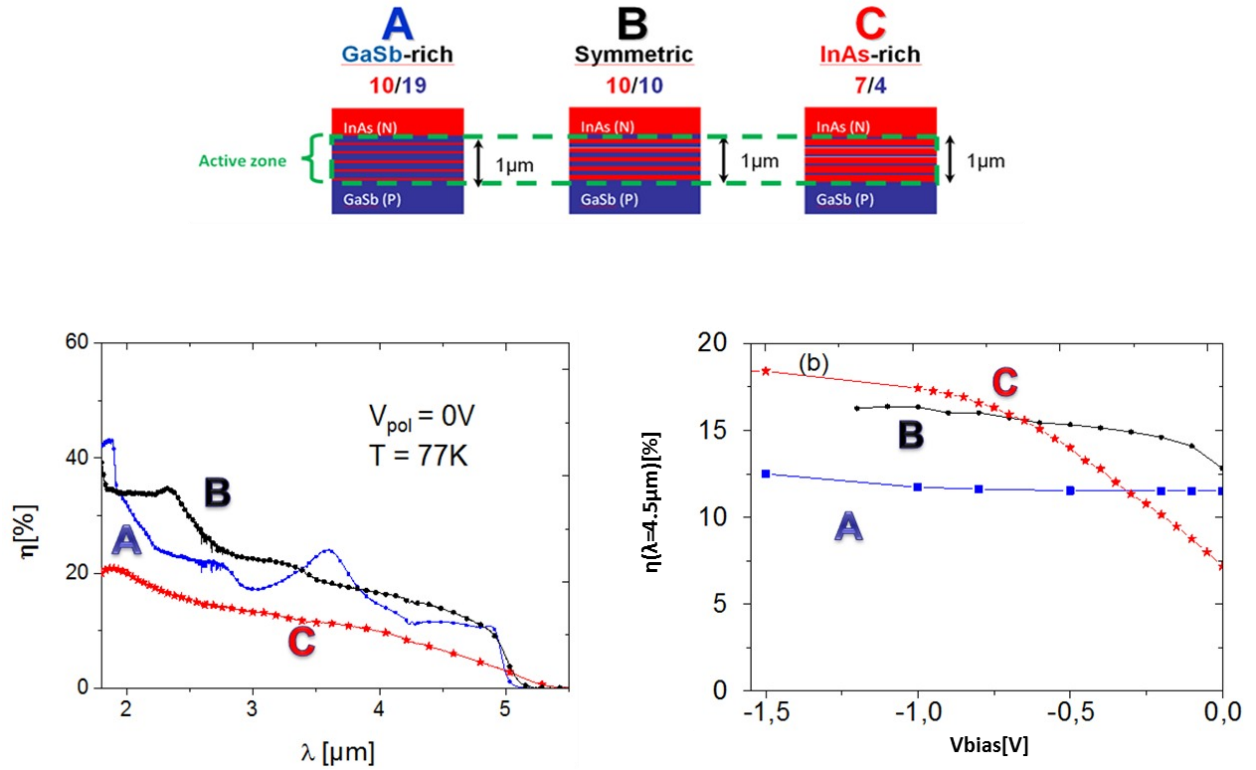 A B C
GaSb-rich Symmetric InAs-rich
10/19 10/10 7/4
InAs (N) InAs (N) InAs (N)
Active zone 1µm 1µm 1µm
GaSb (P) GaSb (P) GaSb (P)
60
40
20
0
η[%]
V_pol = 0V
T = 77K
B
A
C
2 3 4 5
λ [µm]
20
15
10
5
0
η(λ=4.5µm)[%]
(b)
C
B
A
-1,5 -1,0 -0,5 0,0
Vbias[V]